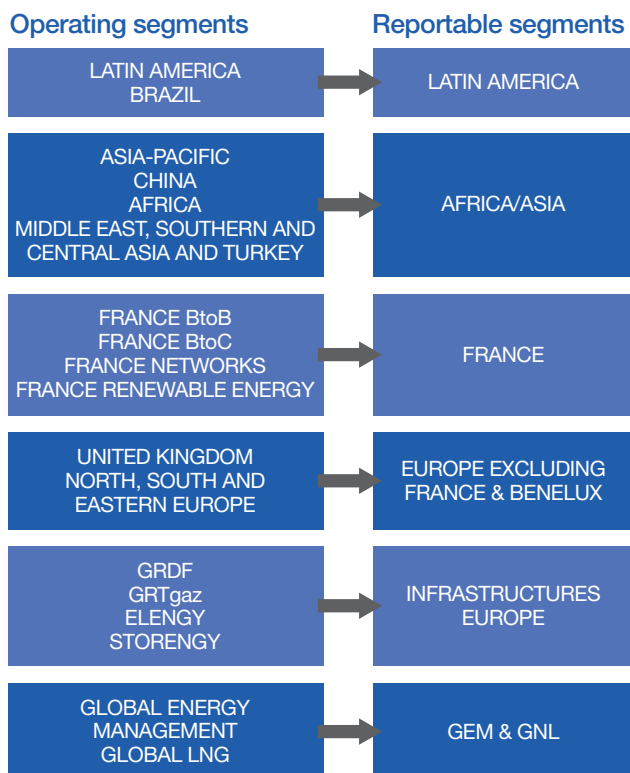 Operating segments
Reportable segments
LATIN AMERICA
BRAZIL
LATIN AMERICA
ASIA-PACIFIC
CHINA
AFRICA
MIDDLE EAST, SOUTHERN AND
CENTRAL ASIA AND TURKEY
AFRICA/ASIA
FRANCE BtoB
FRANCE BtoC
FRANCE NETWORKS
FRANCE RENEWABLE ENERGY
FRANCE
UNITED KINGDOM
NORTH, SOUTH AND
EASTERN EUROPE
EUROPE EXCLUDING
FRANCE & BENELUX
GRDF
GRTgaz
ELENGY
STORENGY
INFRASTRUCTURES
EUROPE
GLOBAL ENERGY
MANAGEMENT
GLOBAL LNG
GEM & GNL